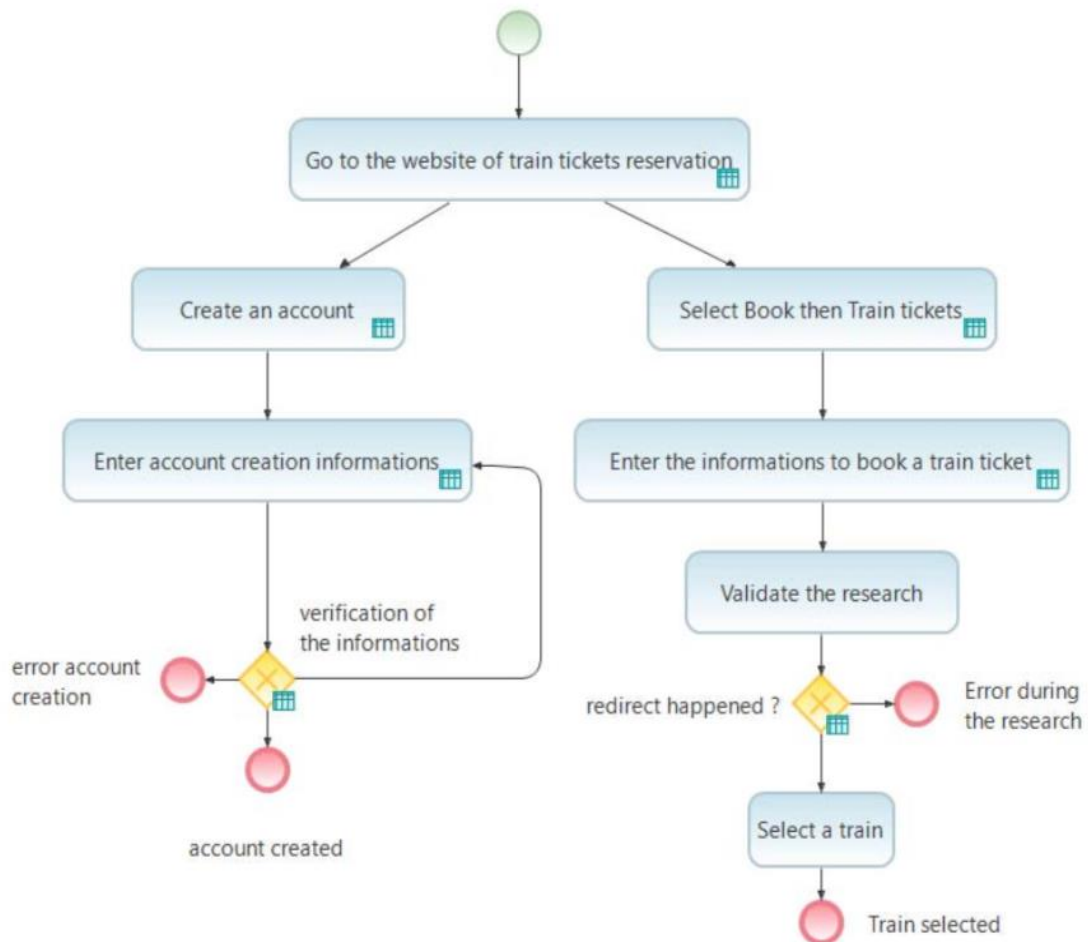 Go to the website of train tickets reservation
Create an account
Select Book then Train tickets
Enter account creation informations
Enter the informations to book a train ticket
Validate the research
verification of
the informations
error account
creation
redirect happened ?
Error during
the research
Select a train
account created
Train selected